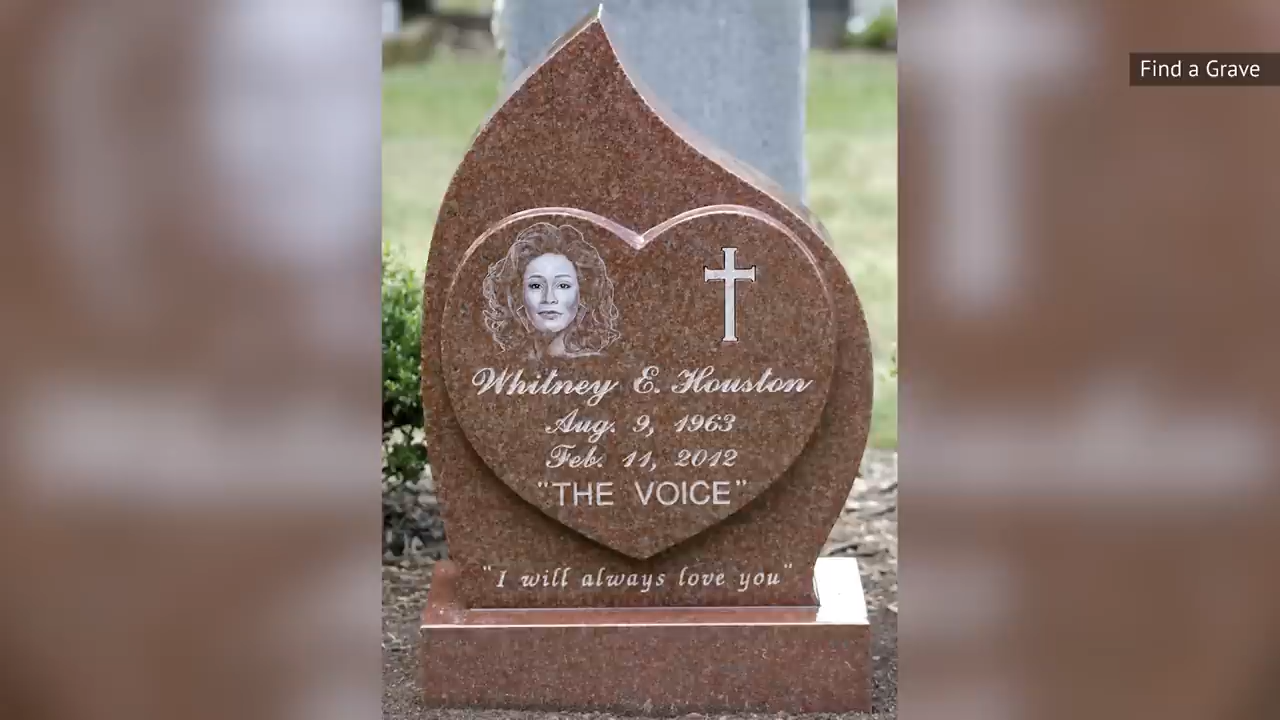 Find a Grave
Whitney E. Houston
Aug. 9, 1963
Feb. 11, 2012
"THE VOICE"
"I will always love you"